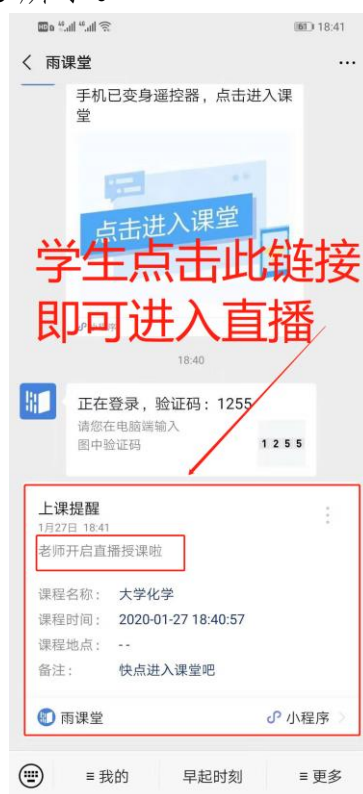 18:41
雨课堂
手机已变身遥控器，点击进入课
堂
点击进入课堂
学生点击此链接
即可进入直播
18:40
正在登录，验证码：1255
请您在电脑端输入
图中验证码
1 2 5 5
上课提醒
1月27日 18:41
老师开启直播授课啦
课程名称： 大学化学
课程时间： 2020-01-27 18:40:57
课程地点： --
备注： 快点进入课堂吧
雨课堂 小程序
≡ 我的 早起时刻 ≡ 更多